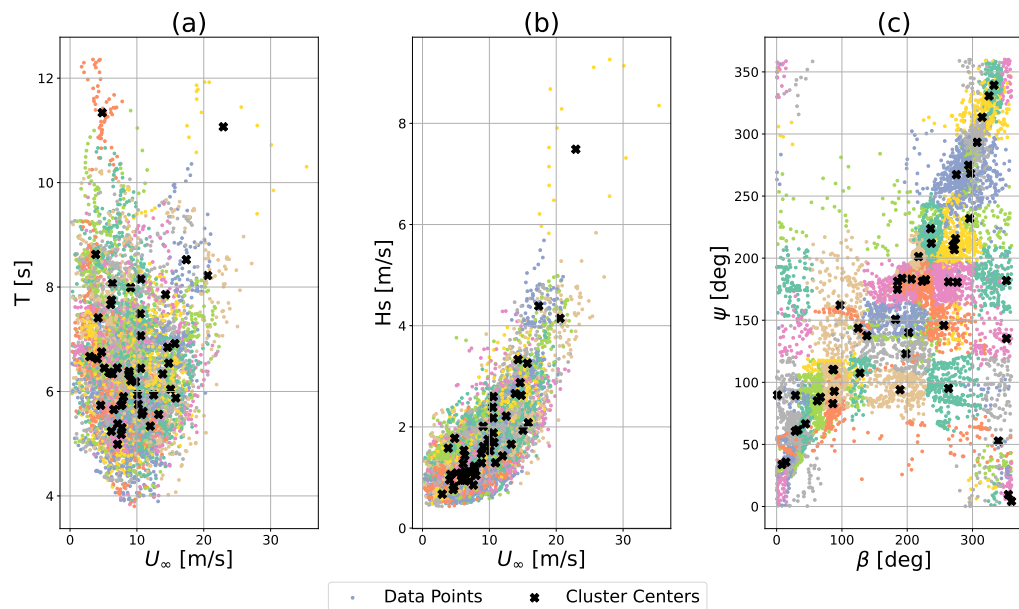 (a) (b) (c)
12
10
8
6
4
T [s]
0 10 20 30
U∞ [m/s]
8
6
4
2
0
Hs [m/s]
0 10 20 30
U∞ [m/s]
350
300
250
200
150
100
50
0
ψ [deg]
0 100 200 300
β [deg]
Data Points Cluster Centers